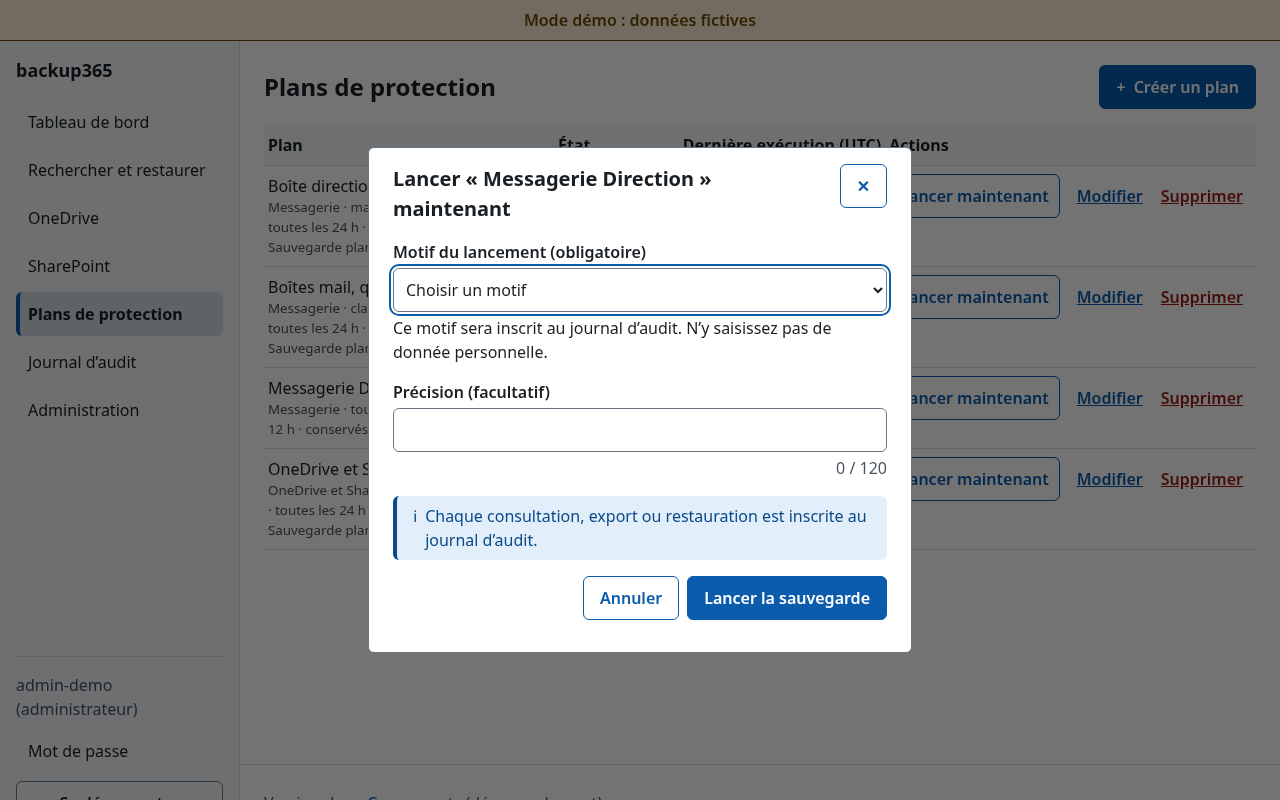 Mode démo : données fictives
backup365
Tableau de bord
Rechercher et restaurer
OneDrive
SharePoint
Plans de protection
Journal d’audit
Administration
admin-demo
(administrateur)
Mot de passe
Plans de protection
+ Créer un plan
Plan
État
Dernière exécution (UTC)
Actions
Boîte directio
Messagerie · ma
toutes les 24 h ·
Sauvegarde plan
ancer maintenant
Modifier
Supprimer
Boîtes mail, q
Messagerie · cla
toutes les 24 h ·
Sauvegarde plan
ancer maintenant
Modifier
Supprimer
Messagerie D
Messagerie · tou
12 h · conservés
ancer maintenant
Modifier
Supprimer
OneDrive et S
OneDrive et Sha
· toutes les 24 h
Sauvegarde plan
ancer maintenant
Modifier
Supprimer
Lancer « Messagerie Direction »
maintenant
×
Motif du lancement (obligatoire)
Choisir un motif
Ce motif sera inscrit au journal d’audit. N’y saisissez pas de
donnée personnelle.
Précision (facultatif)
0 / 120
i Chaque consultation, export ou restauration est inscrite au
journal d’audit.
Annuler
Lancer la sauvegarde